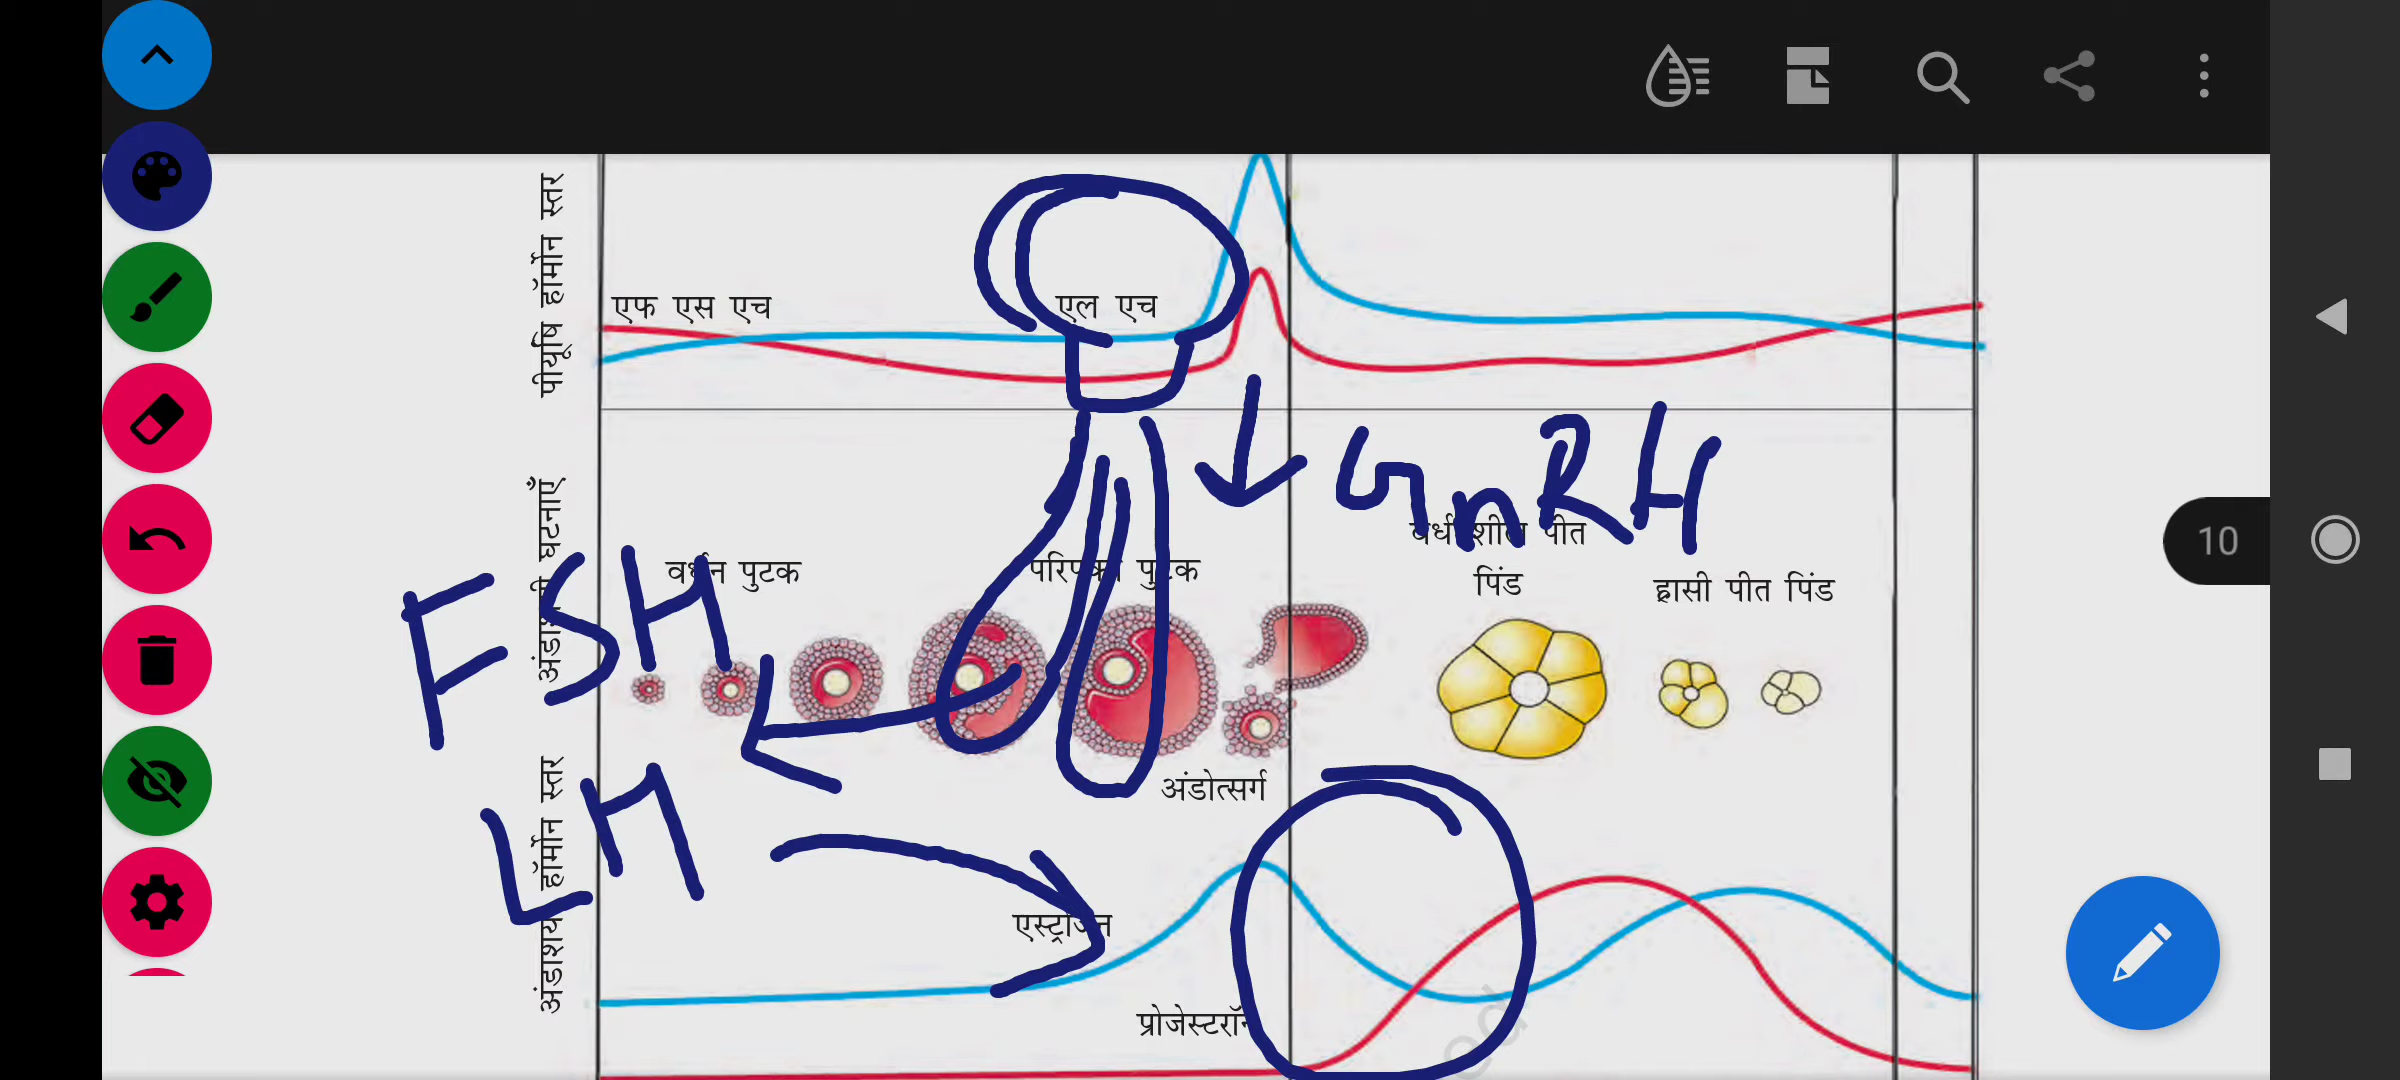 पीयूषि हॉर्मोन स्तर
एफ एस एच
एल एच
GnRH
10
अंडाशयी घटनाएँ
वर्धन पुटक
परिपक्व पुटक
वर्धनशील पीत
पिंड
ह्रासी पीत पिंड
FSH
अंडोत्सर्ग
LH
अंडाशय हॉर्मोन स्तर
एस्ट्रोजन
प्रोजेस्टरॉन